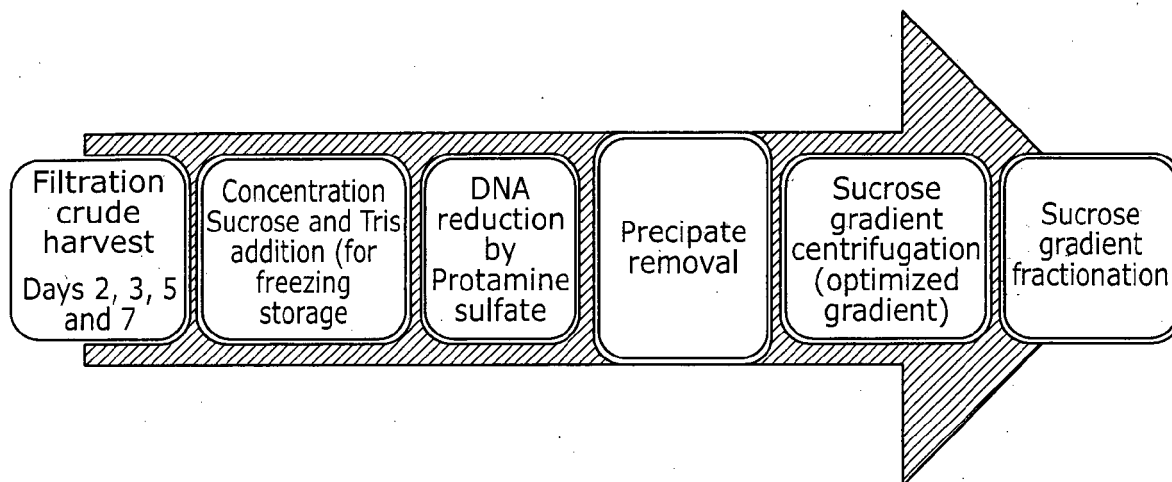 Filtration
crude
harvest
Days 2, 3, 5
and 7
Concentration
Sucrose and Tris
addition (for
freezing
storage
DNA
reduction
by
Protamine
sulfate
Precipate
removal
Sucrose
gradient
centrifugation
(optimized
gradient)
Sucrose
gradient
fractionation